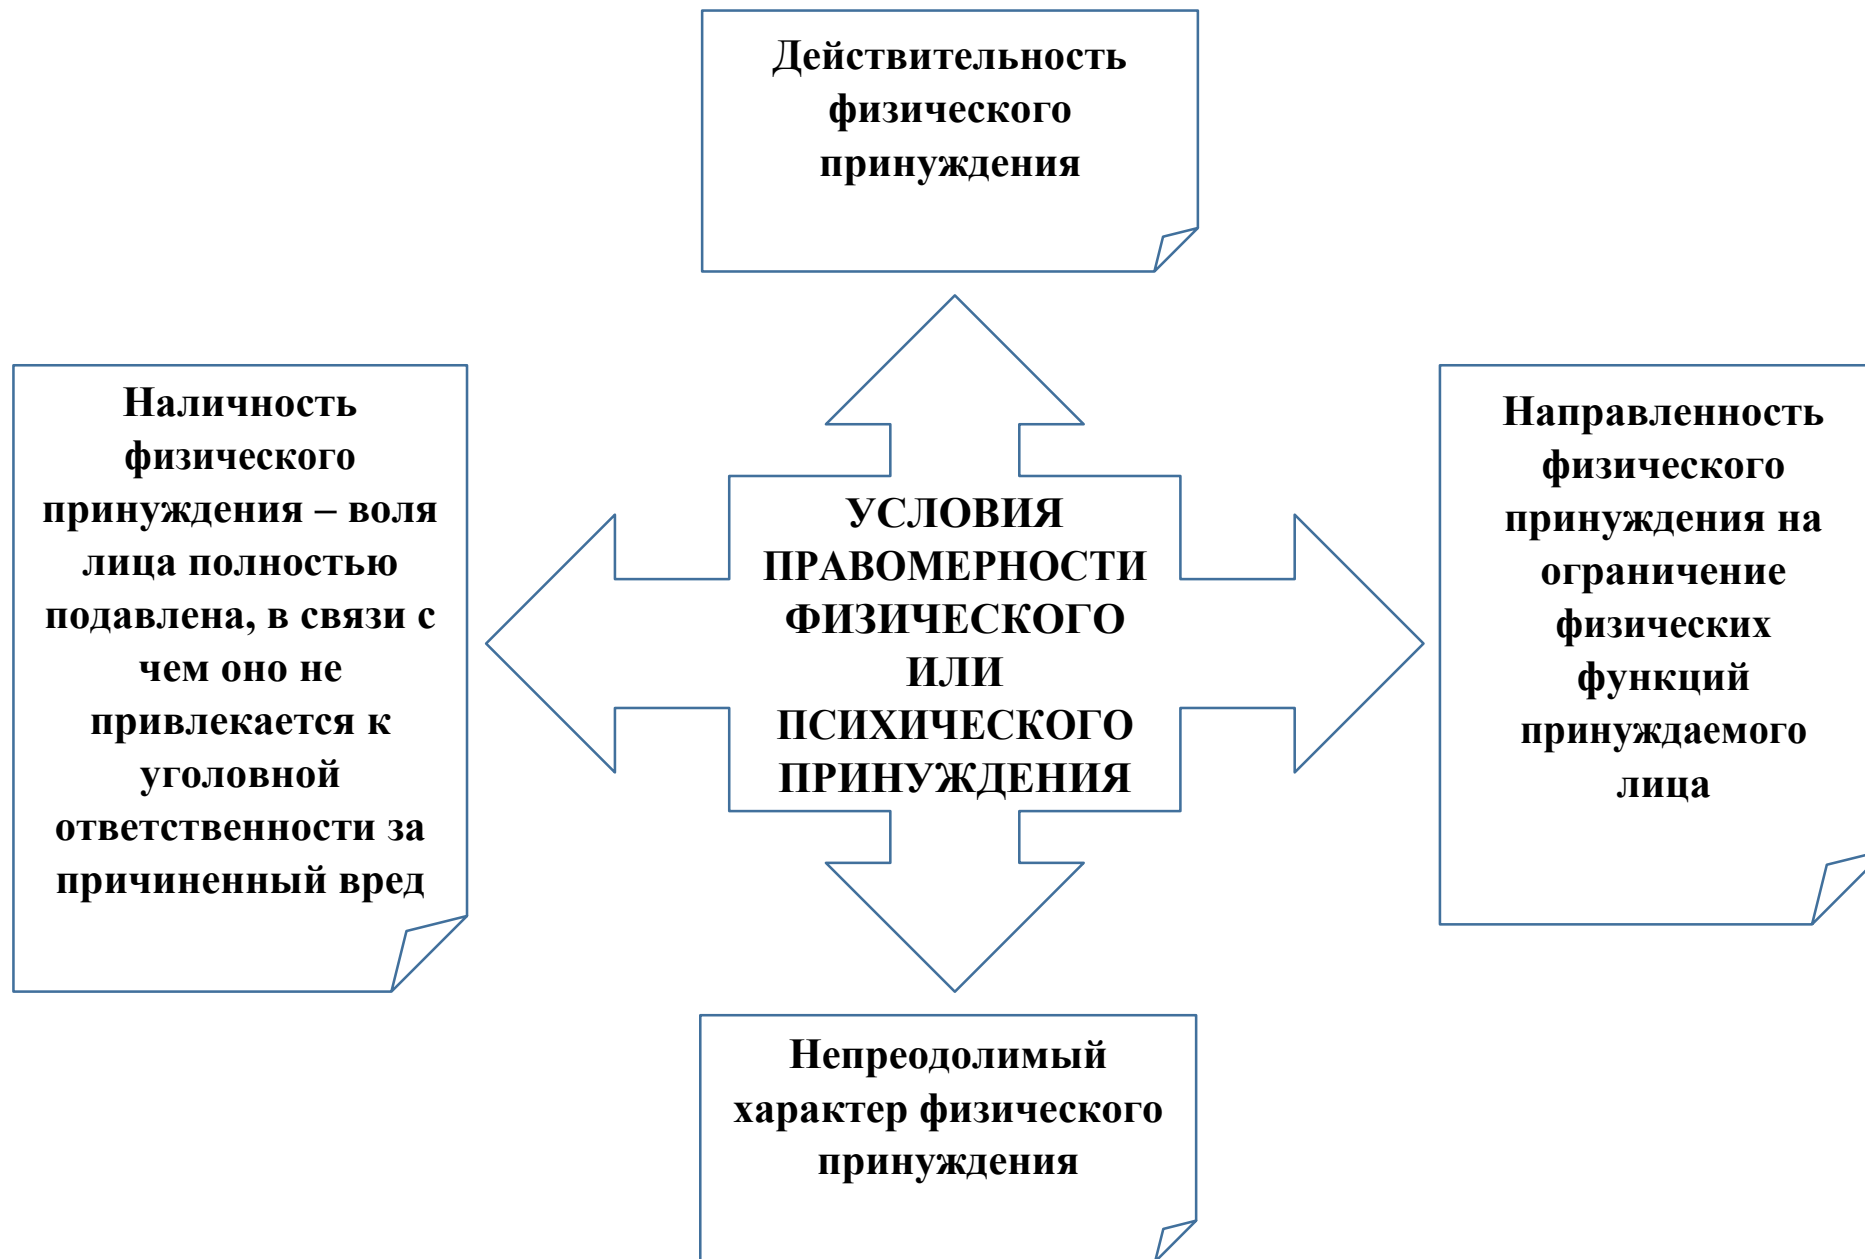 Действительность
физического
принуждения
Наличность
физического
принуждения – воля
лица полностью
подавлена, в связи с
чем оно не
привлекается к
уголовной
ответственности за
причиненный вред
УСЛОВИЯ
ПРАВОМЕРНОСТИ
ФИЗИЧЕСКОГО
ИЛИ
ПСИХИЧЕСКОГО
ПРИНУЖДЕНИЯ
Направленность
физического
принуждения на
ограничение
физических
функций
принуждаемого
лица
Непреодолимый
характер физического
принуждения